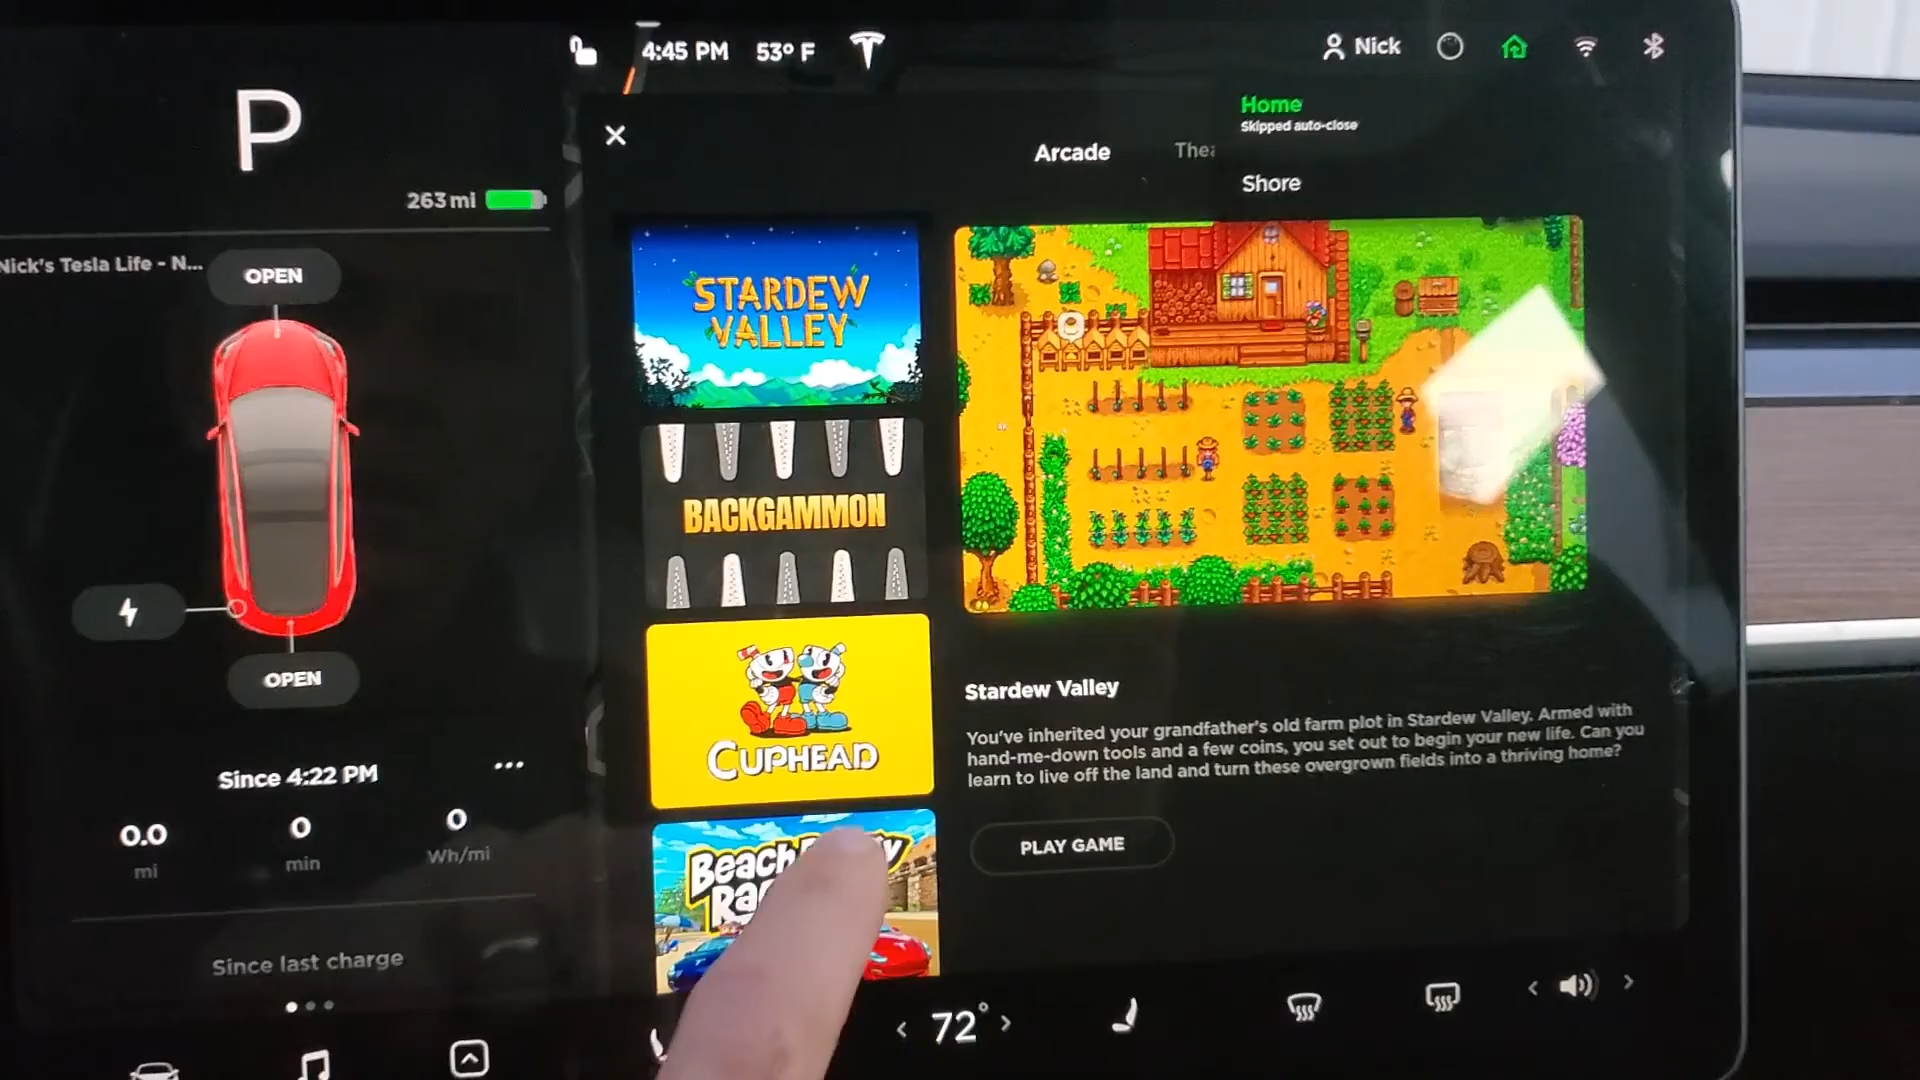 4:45 PM 53° F
Nick
P
263 mi
Nick's Tesla Life - N...
OPEN
OPEN
Since 4:22 PM
0.0
mi
0
min
0
Wh/mi
Since last charge
Home
Skipped auto-close
Shore
Arcade
STARDEW
VALLEY
BACKGAMMON
CUPHEAD
Beach
Stardew Valley
You've inherited your grandfather's old farm plot in Stardew Valley. Armed with
hand-me-down tools and a few coins, you set out to begin your new life. Can you
learn to live off the land and turn these overgrown fields into a thriving home?
PLAY GAME
72°